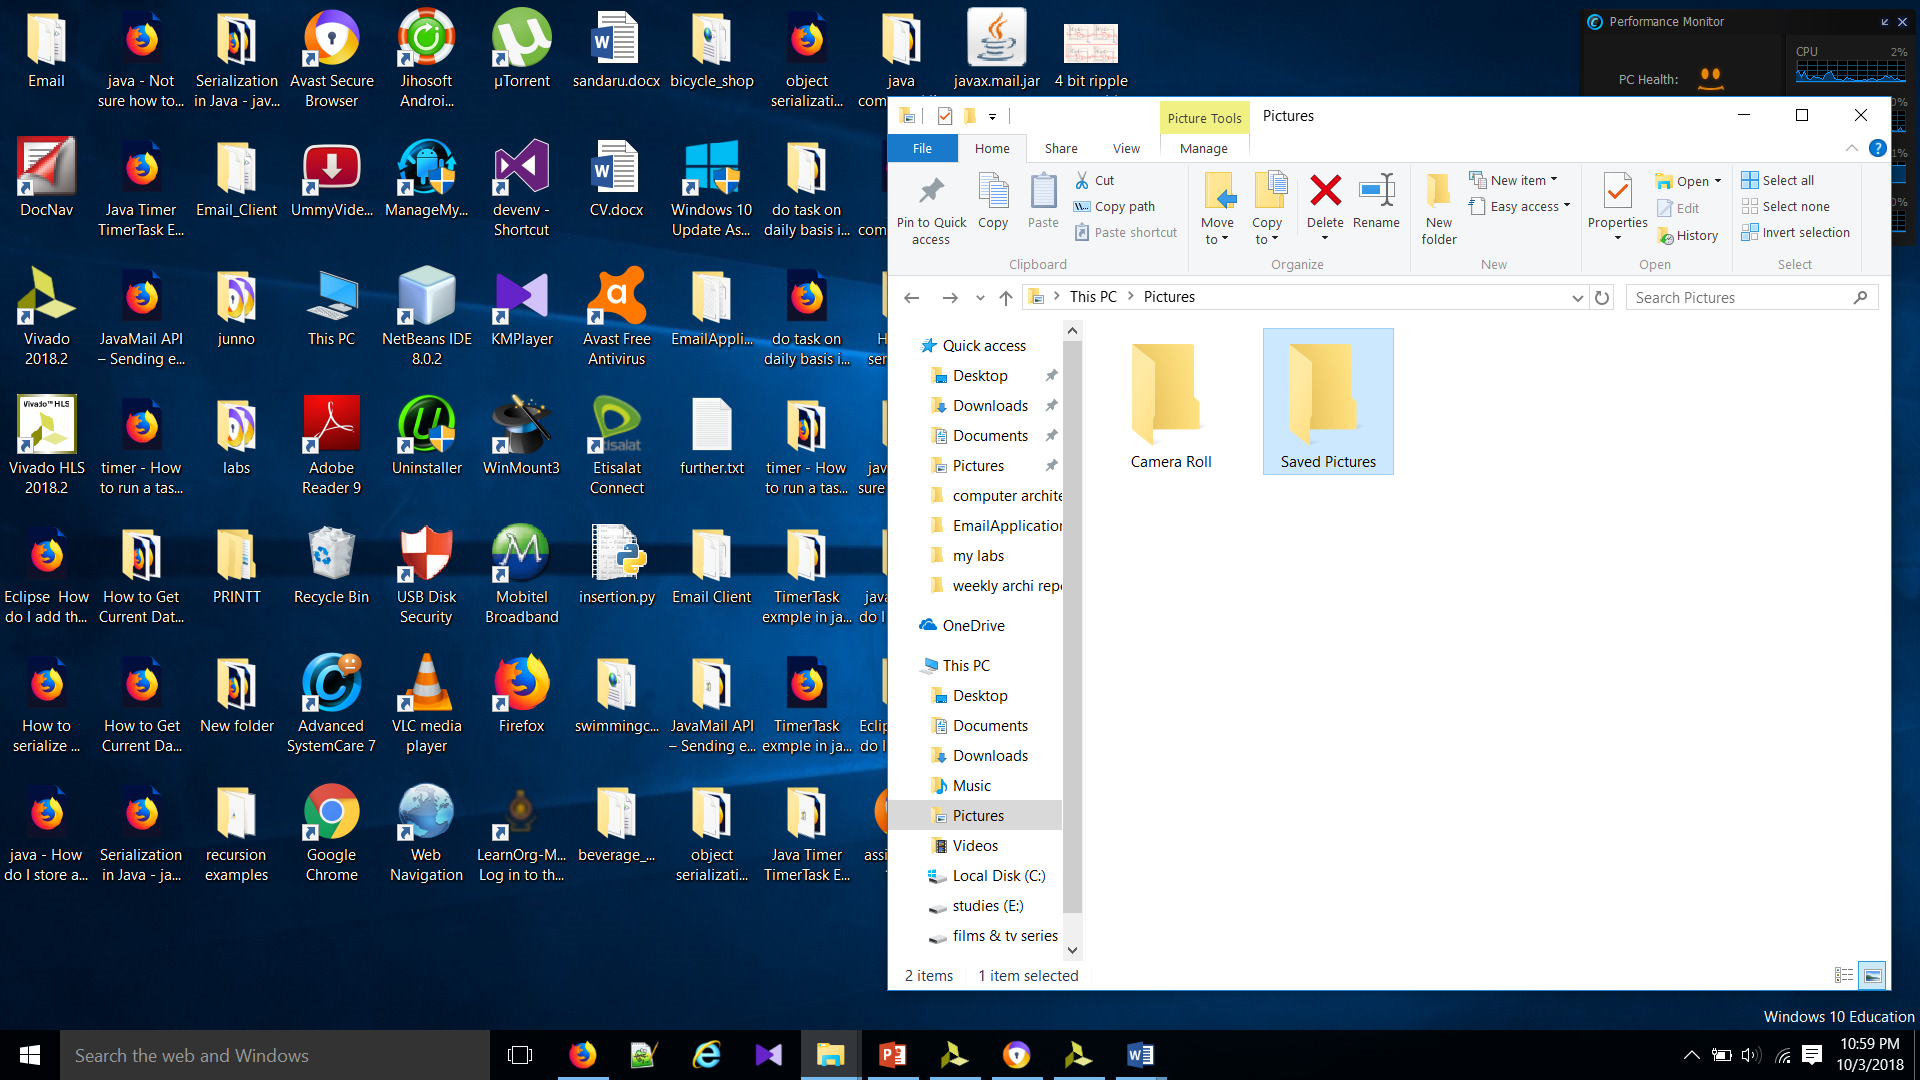 Email
java - Not
sure how to...
Serialization
in Java - jav...
Avast Secure
Browser
Jihosoft
Androi...
µTorrent
sandaru.docx
bicycle_shop
object
serializati...
java
com
javax.mail.jar
4 bit ripple
DocNav
Java Timer
TimerTask E...
Email_Client
UmmyVide...
ManageMy...
devenv -
Shortcut
CV.docx
Windows 10
Update As...
do task on
daily basis i...
com
Vivado
2018.2
JavaMail API
– Sending e...
junno
This PC
NetBeans IDE
8.0.2
KMPlayer
Avast Free
Antivirus
EmailAppli...
do task on
daily basis i...
H
ser
Vivado™ HLS
Vivado HLS
2018.2
timer - How
to run a tas...
labs
Adobe
Reader 9
Uninstaller
WinMount3
etisalat
Etisalat
Connect
further.txt
timer - How
to run a tas...
jav
sure
Eclipse How
do I add th...
How to Get
Current Dat...
PRINTT
Recycle Bin
USB Disk
Security
Mobitel
Broadband
insertion.py
Email Client
TimerTask
exmple in ja...
java
do I
How to
serialize ...
How to Get
Current Da...
New folder
Advanced
SystemCare 7
VLC media
player
Firefox
swimmingc...
JavaMail API
– Sending e...
TimerTask
exmple in ja...
Eclip
do I
java - How
do I store a...
Serialization
in Java - ja...
recursion
examples
Google
Chrome
Web
Navigation
LearnOrg-M...
Log in to th...
beverage_...
object
serializati...
Java Timer
TimerTask E...
assi
Performance Monitor
CPU 2%
PC Health:
0%
1%
0%
Picture Tools
Pictures
File
Home
Share
View
Manage
Pin to Quick
access
Copy
Paste
Cut
Copy path
Paste shortcut
Clipboard
Move
to
Copy
to
Delete
Rename
Organize
New
folder
New item
Easy access
New
Properties
Open
Edit
History
Open
Select all
Select none
Invert selection
Select
This PC
Pictures
Search Pictures
Quick access
Desktop
Downloads
Documents
Pictures
computer archite
EmailApplication
my labs
weekly archi repo
OneDrive
This PC
Desktop
Documents
Downloads
Music
Pictures
Videos
Local Disk (C:)
studies (E:)
films & tv series
Camera Roll
Saved Pictures
2 items
1 item selected
Windows 10 Education
Search the web and Windows
10:59 PM
10/3/2018